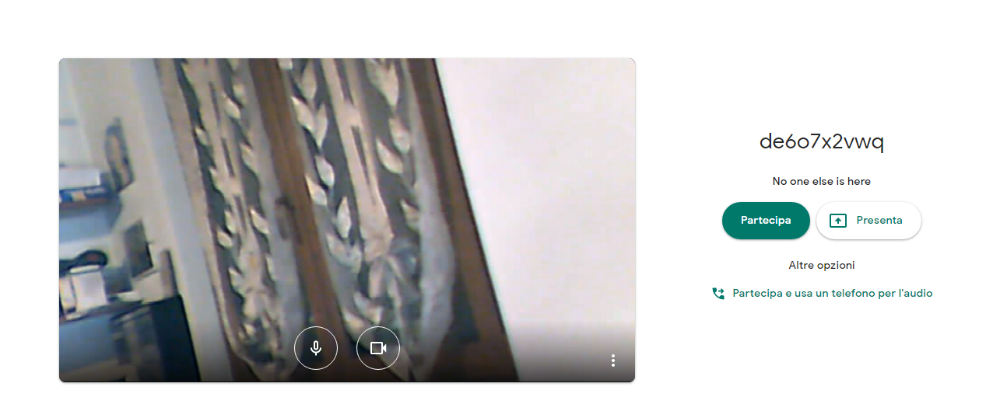 de6o7x2vwq
No one else is here
Partecipa
Presenta
Altre opzioni
Partecipa e usa un telefono per l'audio